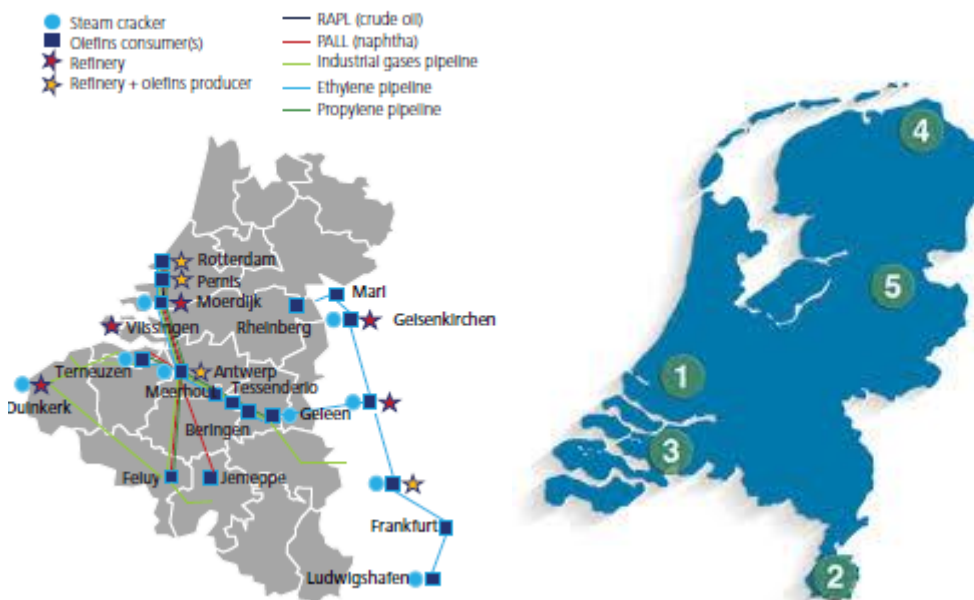 Steam cracker
Olefins consumer(s)
Refinery
Refinery + olefins producer
RAPL (crude oil)
PALL (naphtha)
Industrial gases pipeline
Ethylene pipeline
Propylene pipeline
Rotterdam
Pernis
Moerdijk
Vlissingen
Rheinberg
Marl
Gelsenkirchen
Terneuzen
Antwerp
Meerhout
Tessenderlo
Duinkerk
Geleen
Beringen
Feluy
Jemeppe
Frankfurt
Ludwigshafen
4
5
1
3
2